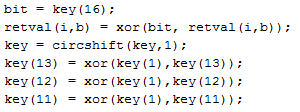 bit = key(16);
retval(i,b) = xor(bit, retval(i,b));
key = circshift(key,1);
key(13) = xor(key(1),key(13));
key(12) = xor(key(1),key(12));
key(11) = xor(key(1),key(11));